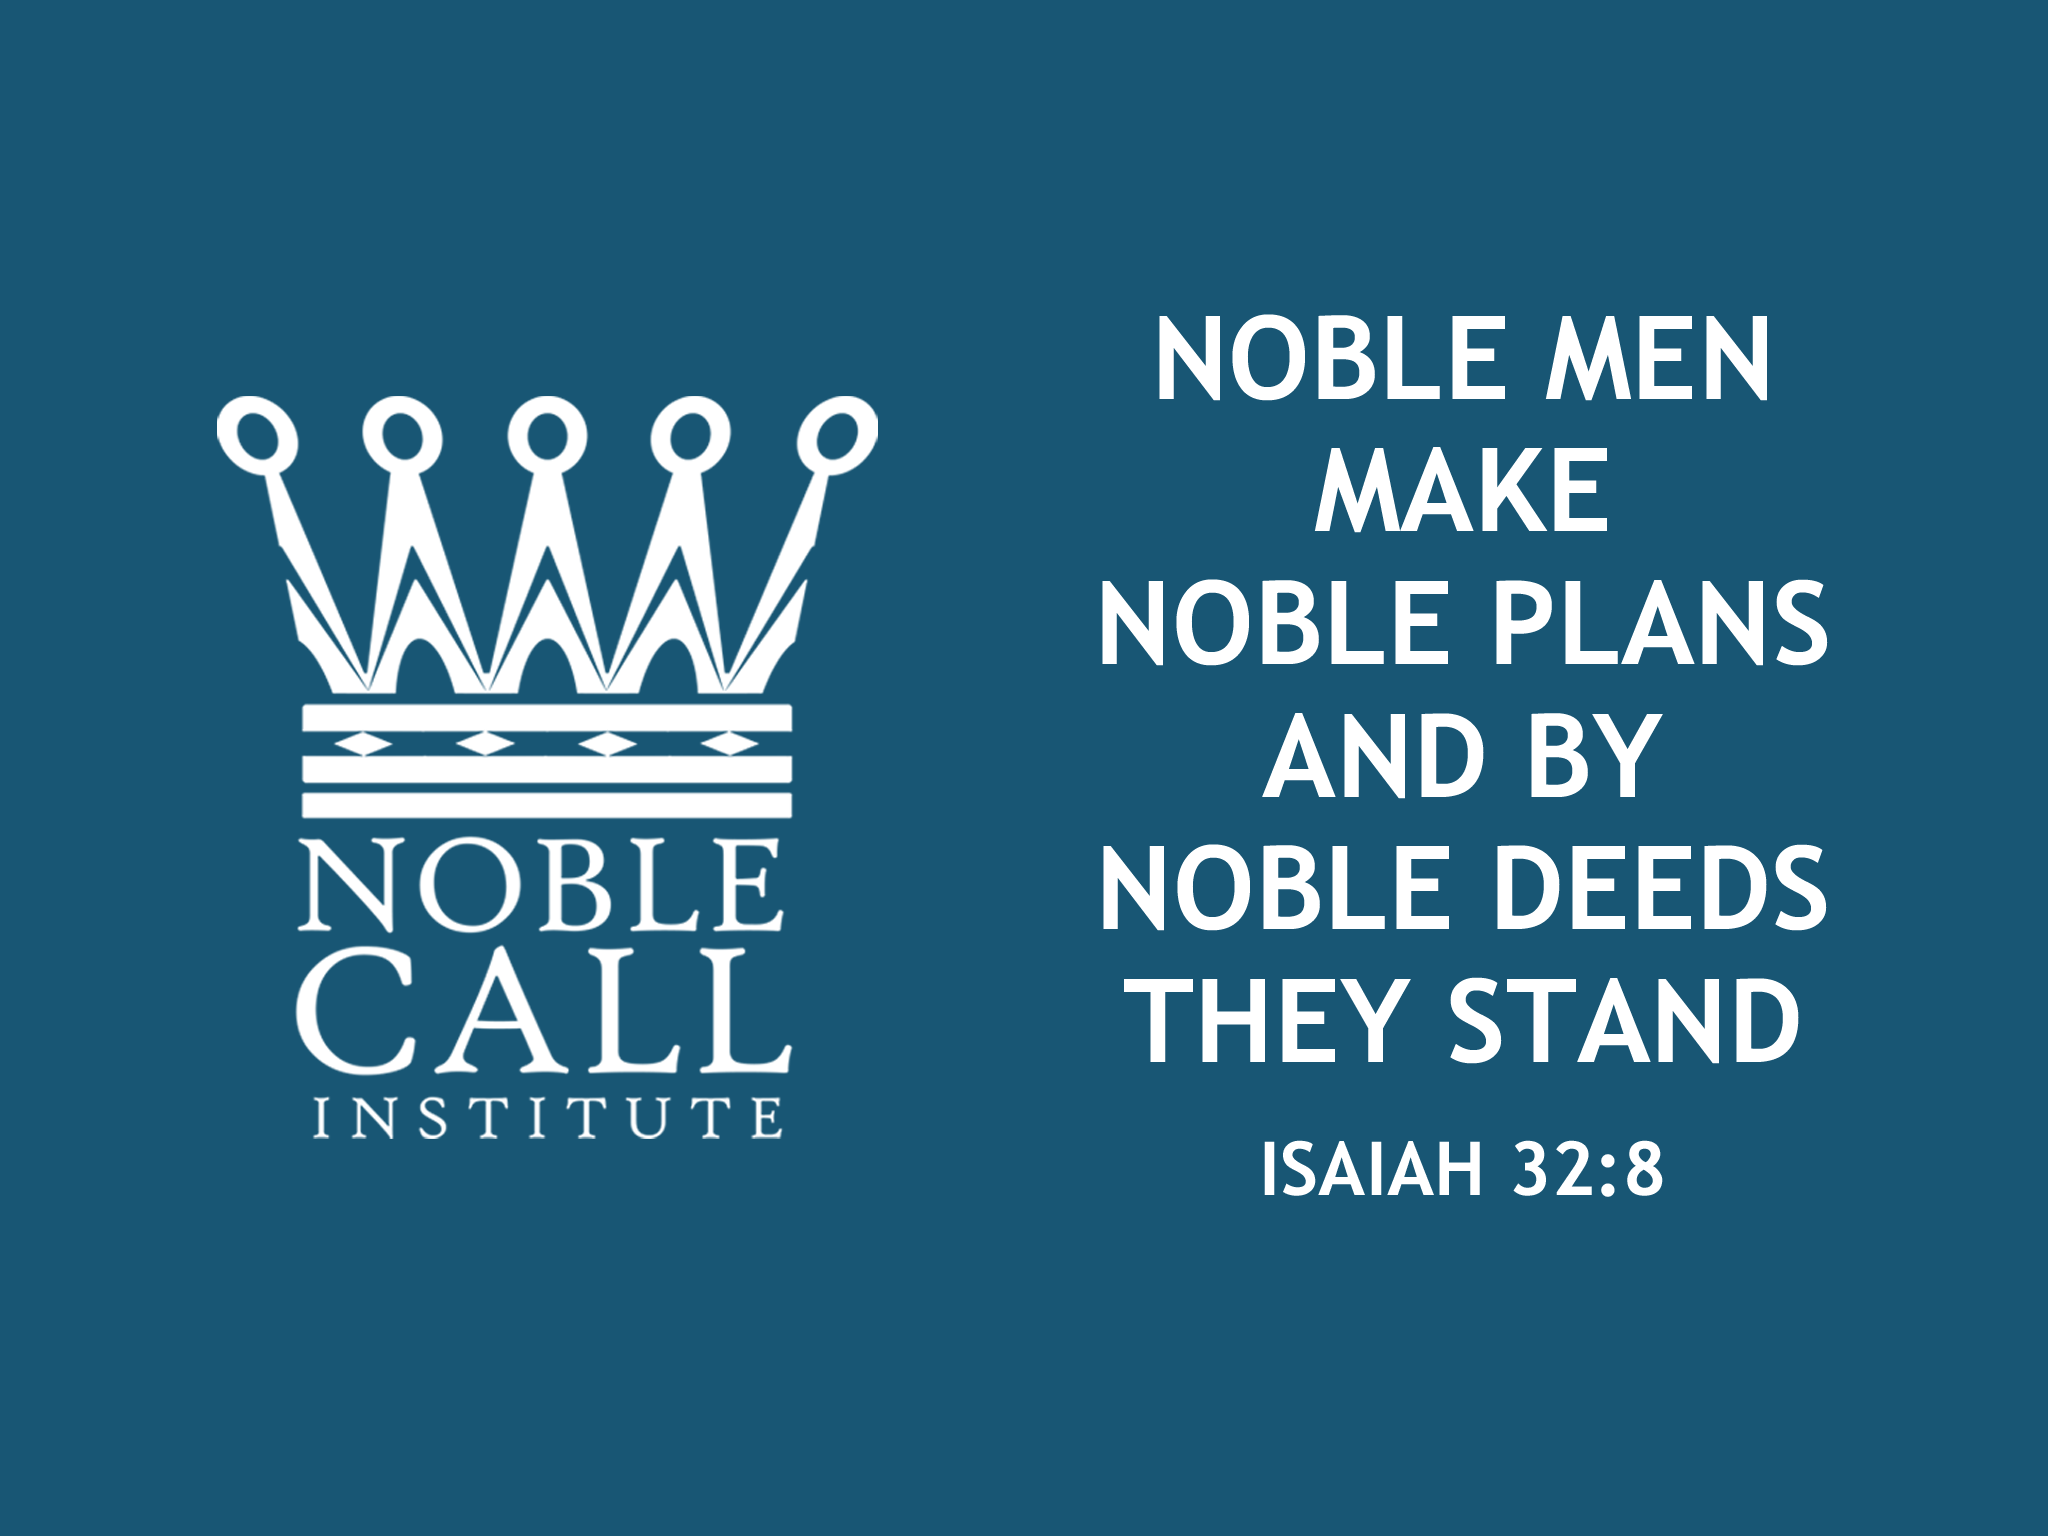 NOBLE
CALL
INSTITUTE
NOBLE MEN
MAKE
NOBLE PLANS
AND BY
NOBLE DEEDS
THEY STAND
ISAIAH 32:8